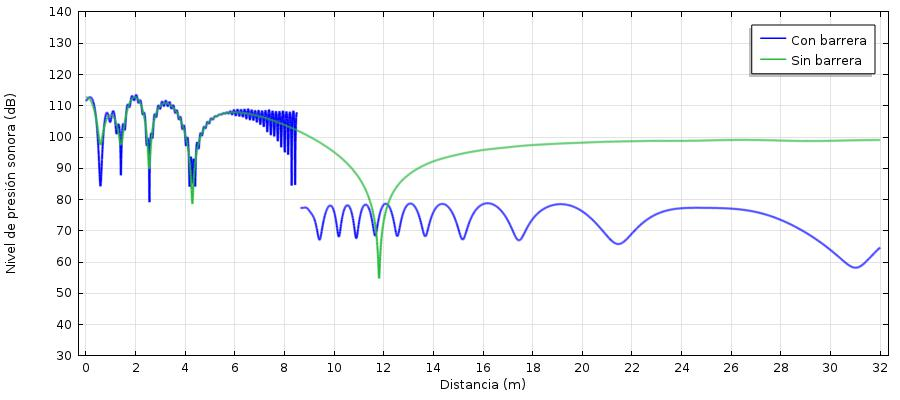 140
130
120
110
100
90
80
70
60
50
40
30
Nivel de presión sonora (dB)
Con barrera
Sin barrera
0 2 4 6 8 10 12 14 16 18 20 22 24 26 28 30 32
Distancia (m)